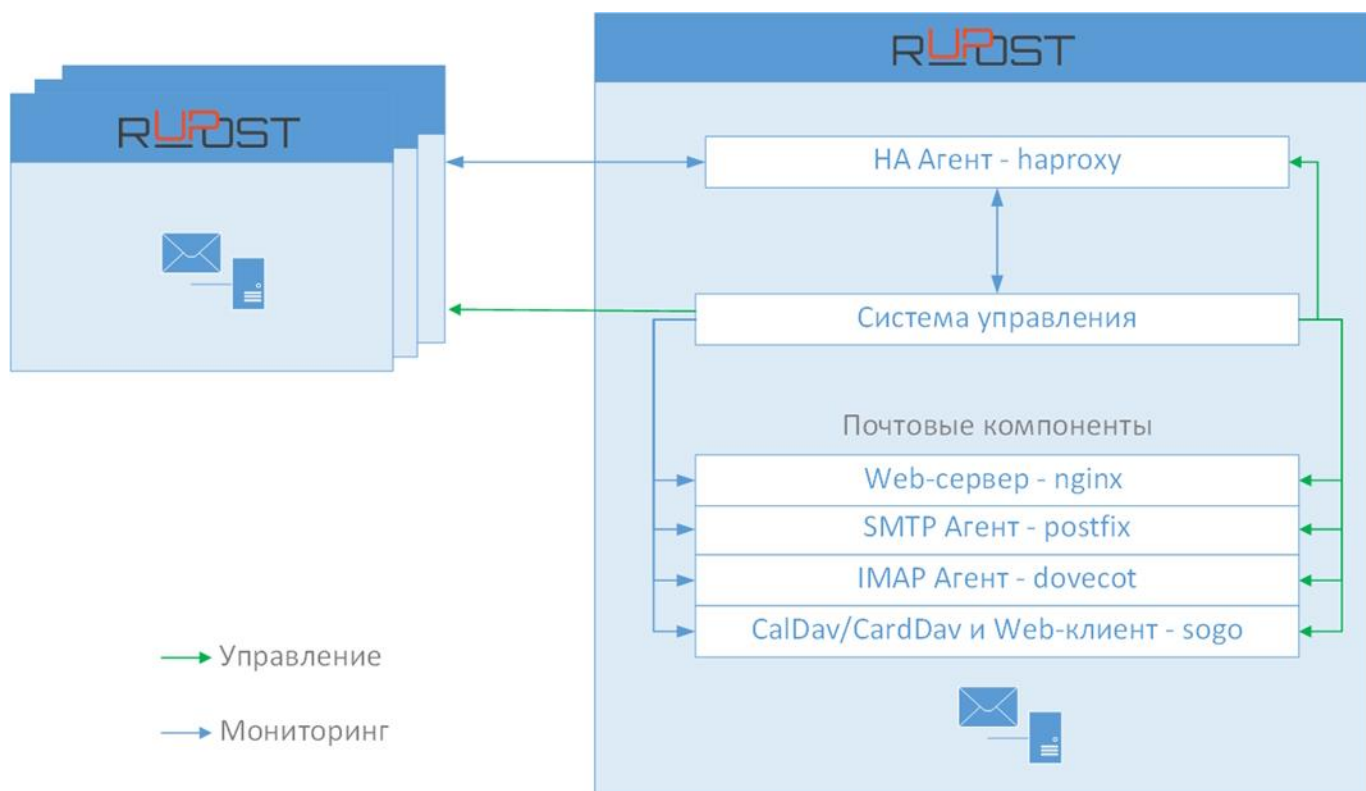 RUPOST
RUPOST
НА Агент - haproxy
Система управления
Почтовые компоненты
Web-сервер - nginx
SMTP Агент - postfix
IMAP Агент - dovecot
CalDav/CardDav и Web-клиент - sogo
Управление
Мониторинг